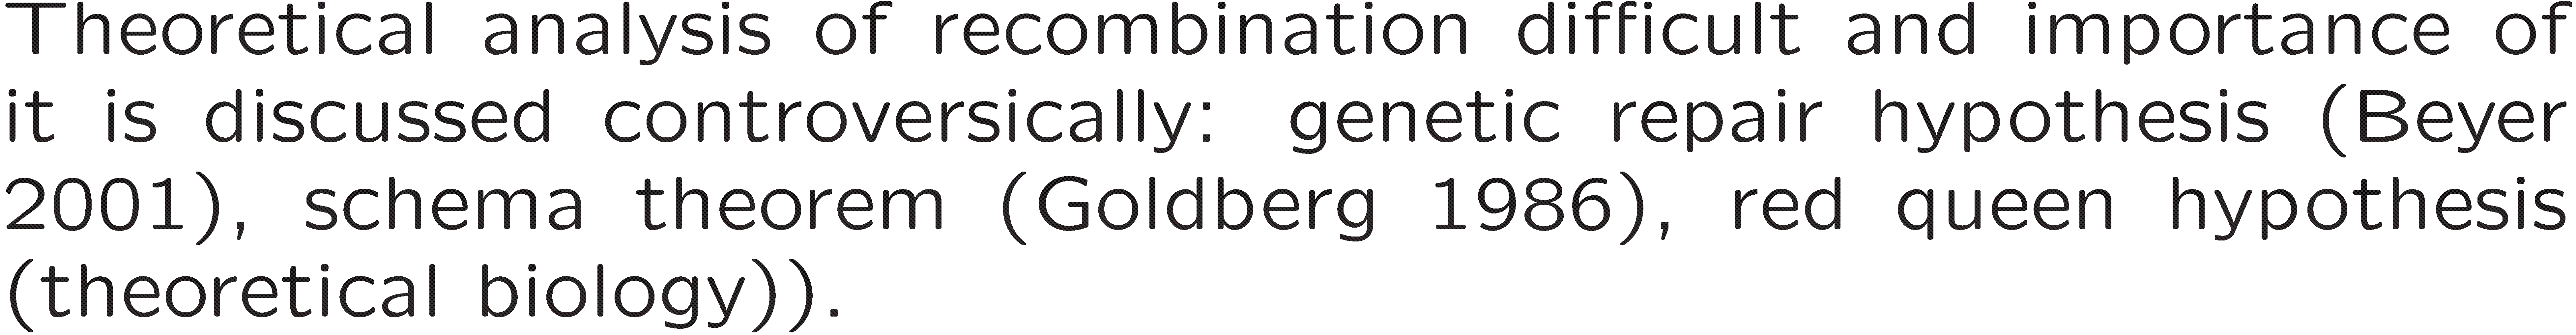 Theoretical analysis of recombination difficult and importance of
it is discussed controversically: genetic repair hypothesis (Beyer
2001), schema theorem (Goldberg 1986), red queen hypothesis
(theoretical biology)).